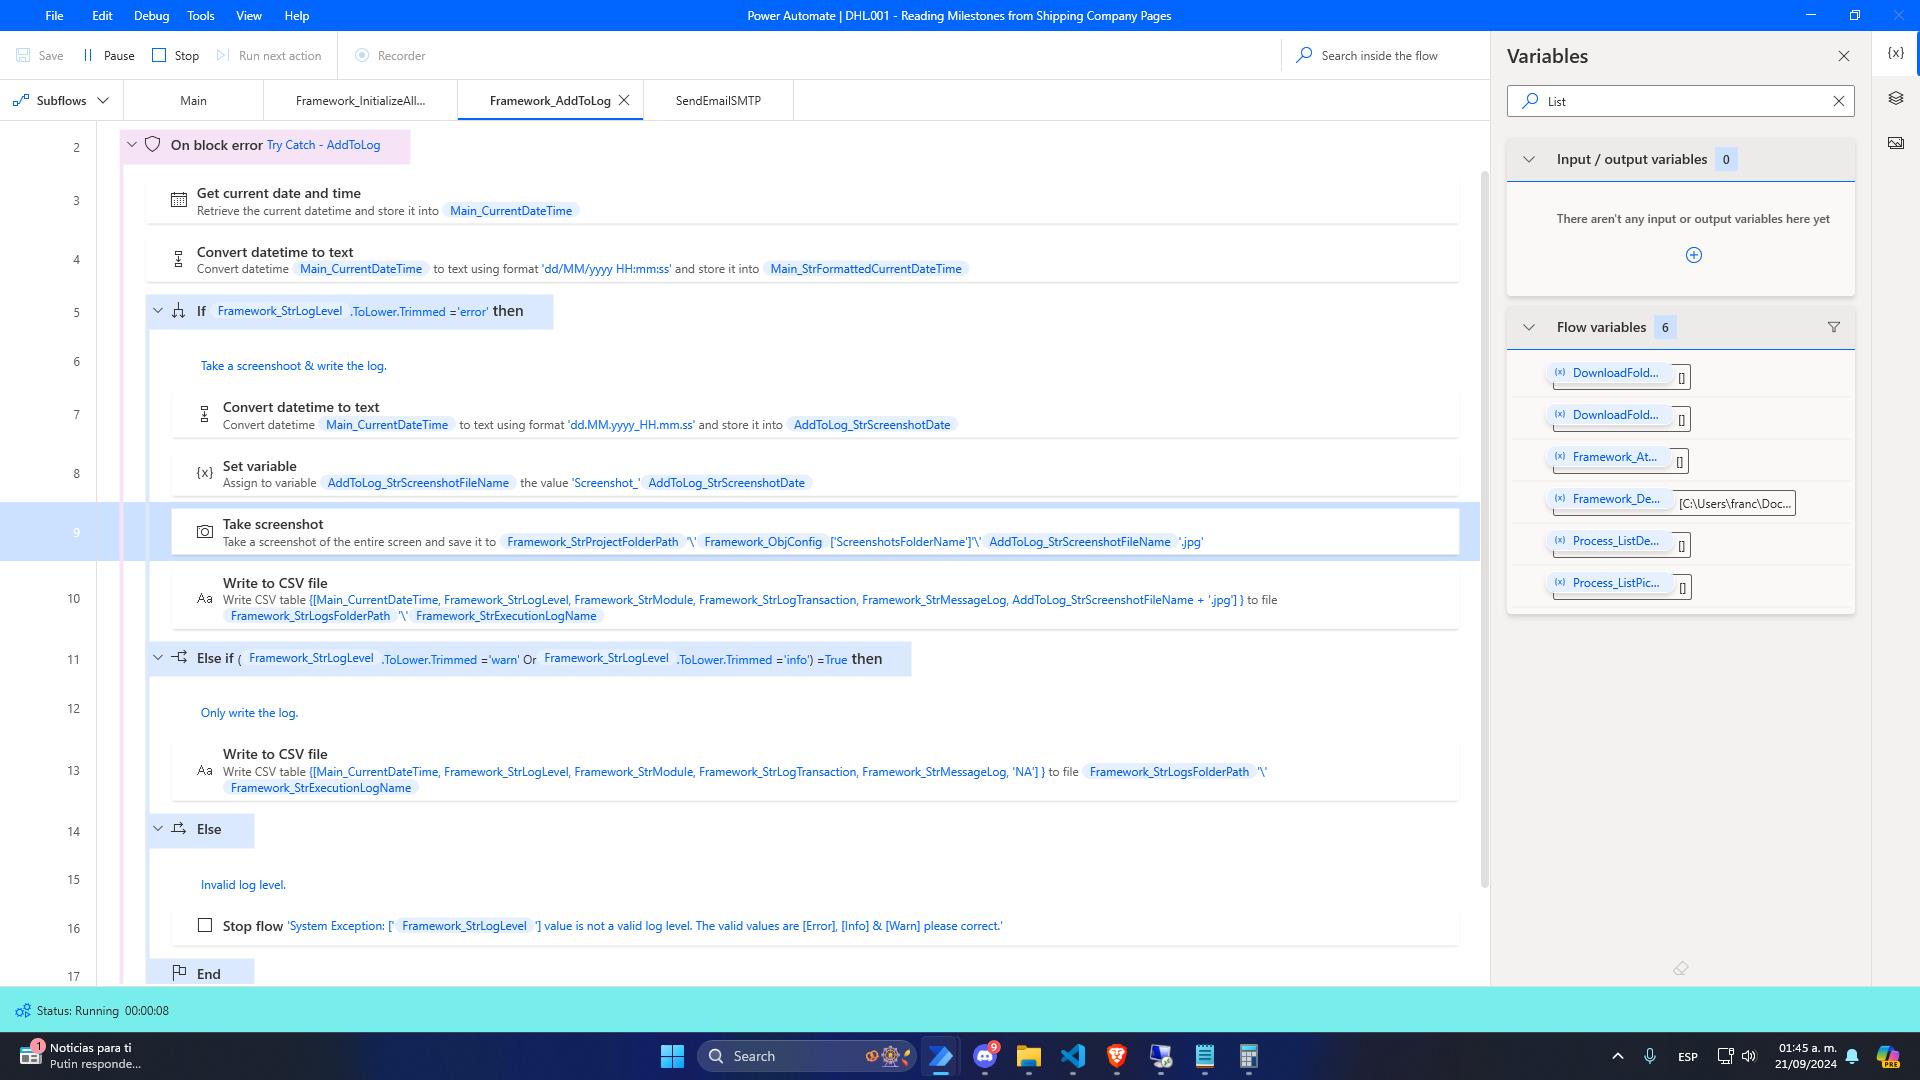 File Edit Debug Tools View Help
Power Automate | DHL.001 - Reading Milestones from Shipping Company Pages
Save Pause Stop Run next action Recorder
Search inside the flow
Subflows Main Framework_InitializeAll... Framework_AddToLog SendEmailSMTP
2 On block error Try Catch - AddToLog
3 Get current date and time
Retrieve the current datetime and store it into Main_CurrentDateTime
4 Convert datetime to text
Convert datetime Main_CurrentDateTime to text using format 'dd/MM/yyyy HH:mm:ss' and store it into Main_StrFormattedCurrentDateTime
5 If Framework_StrLogLevel .ToLower.Trimmed ='error' then
6 Take a screenshoot & write the log.
7 Convert datetime to text
Convert datetime Main_CurrentDateTime to text using format 'dd.MM.yyyy_HH.mm.ss' and store it into AddToLog_StrScreenshotDate
8 {x} Set variable
Assign to variable AddToLog_StrScreenshotFileName the value 'Screenshot_' AddToLog_StrScreenshotDate
9 Take screenshot
Take a screenshot of the entire screen and save it to Framework_StrProjectFolderPath '\' Framework_ObjConfig ['ScreenshotsFolderName']'\' AddToLog_StrScreenshotFileName '.jpg'
10 Aa Write to CSV file
Write CSV table {[Main_CurrentDateTime, Framework_StrLogLevel, Framework_StrModule, Framework_StrLogTransaction, Framework_StrMessageLog, AddToLog_StrScreenshotFileName + '.jpg'] } to file
Framework_StrLogsFolderPath '\' Framework_StrExecutionLogName
11 Else if ( Framework_StrLogLevel .ToLower.Trimmed ='warn' Or Framework_StrLogLevel .ToLower.Trimmed ='info') =True then
12 Only write the log.
13 Aa Write to CSV file
Write CSV table {[Main_CurrentDateTime, Framework_StrLogLevel, Framework_StrModule, Framework_StrLogTransaction, Framework_StrMessageLog, 'NA'] } to file Framework_StrLogsFolderPath '\'
Framework_StrExecutionLogName
14 Else
15 Invalid log level.
16 Stop flow 'System Exception: [' Framework_StrLogLevel '] value is not a valid log level. The valid values are [Error], [Info] & [Warn] please correct.'
17 End
Variables
{x}
List
Input / output variables 0
There aren't any input or output variables here yet
Flow variables 6
(x) DownloadFold... []
(x) DownloadFold... []
(x) Framework_At... []
(x) Framework_De... [C:\Users\franc\Doc...
(x) Process_ListDe... []
(x) Process_ListPic... []
Status: Running 00:00:08
1 Noticias para ti
Putin responde...
Search
9
ESP
01:45 a. m.
21/09/2024
PRE